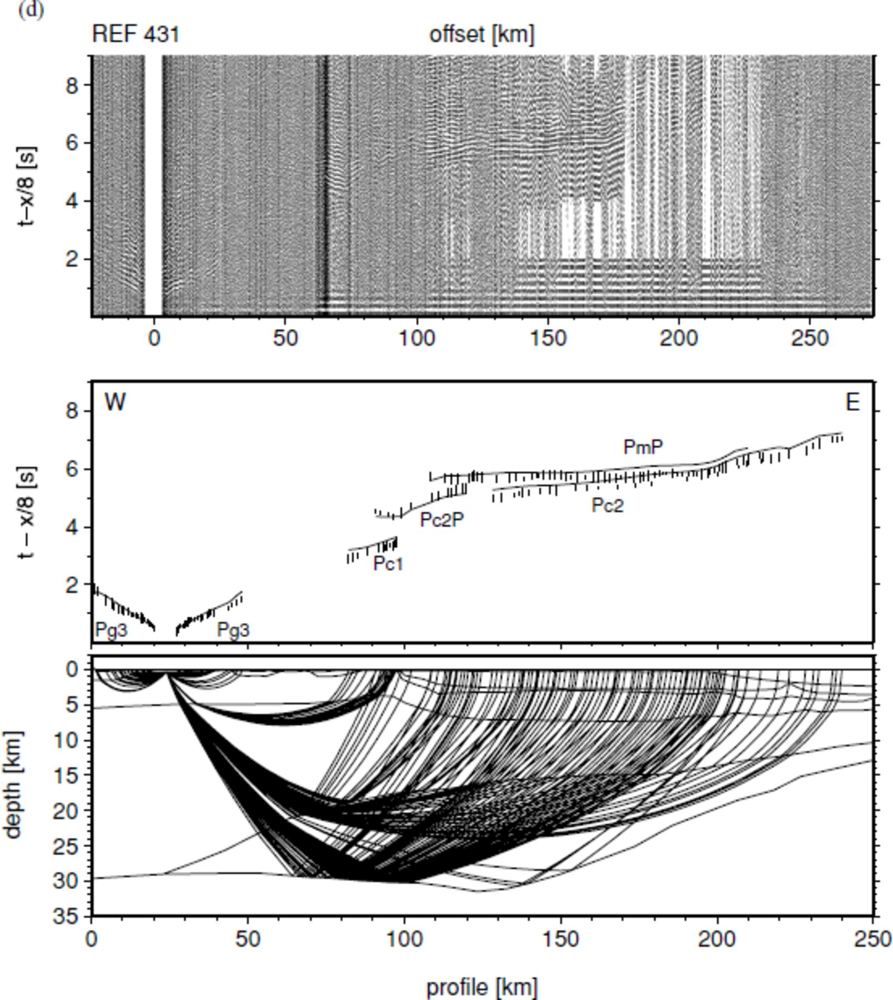 (d)
REF 431 offset [km]
t–x/8 [s]
8
6
4
2
0 50 100 150 200 250
t – x/8 [s]
W E
8
PmP
6
Pc2
Pc2P
4
Pc1
2
Pg3 Pg3
depth [km]
0
5
10
15
20
25
30
35
0 50 100 150 200 250
profile [km]